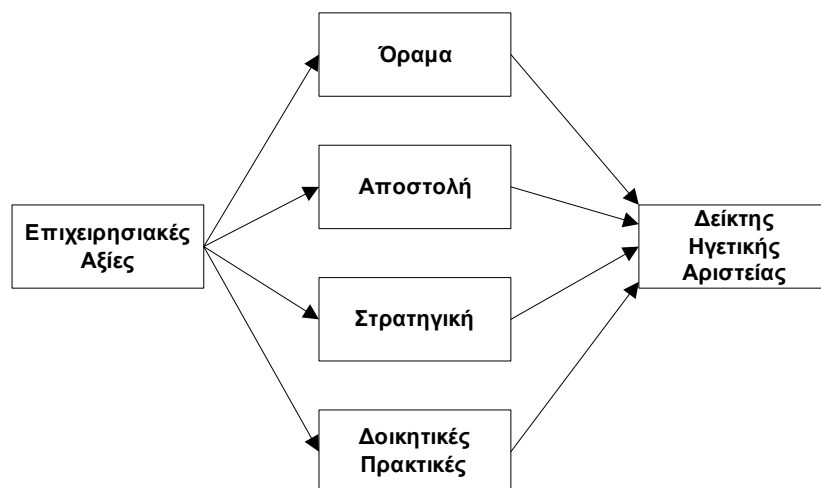 Όραμα
Αποστολή
Επιχειρησιακές
Αξίες
Δείκτης
Ηγετικής
Αριστείας
Στρατηγική
Δοικητικές
Πρακτικές